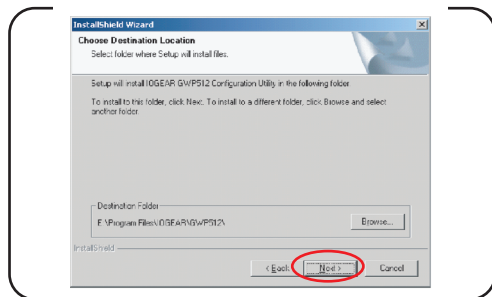 InstallShield Wizard
Choose Destination Location
Select folder where Setup will install files.
Setup will install IOGEAR GWP512 Configuration Utility in the following folder.
To install to this folder, click Next. To install to a different folder, click Browse and select
another folder.
Destination Folder
E:\Program Files\IOGEAR\GWP512\
Browse...
InstallShield
< Back
Next >
Cancel